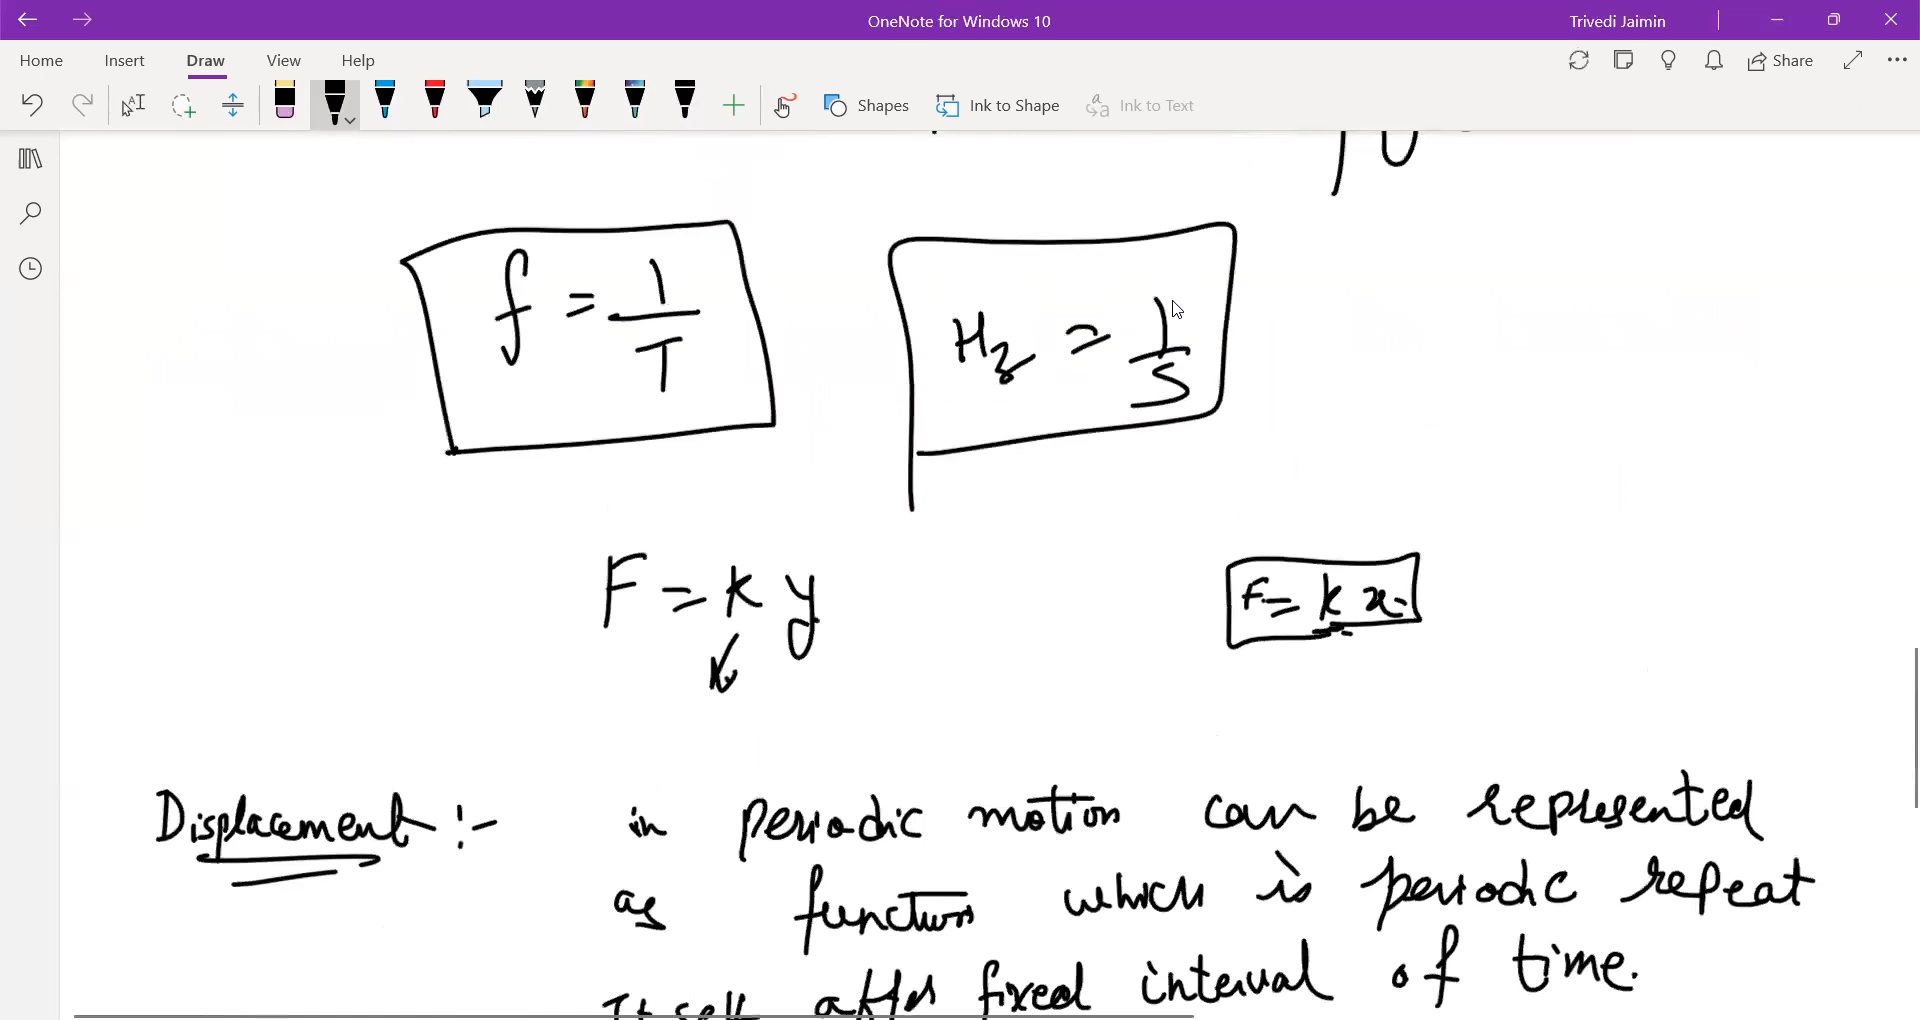 OneNote for Windows 10
Trivedi Jaimin
Home Insert Draw View Help
Share
Shapes Ink to Shape Ink to Text
f = 1/T
Hz = 1/S
F = k y
F = k x
Displacement :- in periodic motion can be represented
as function which is periodic repeat
itself after fixed interval of time.